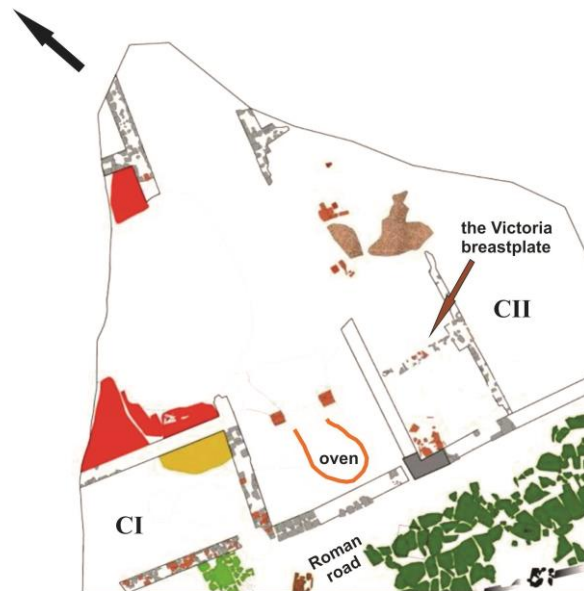 the Victoria
breastplate
CII
oven
CI
Roman
road